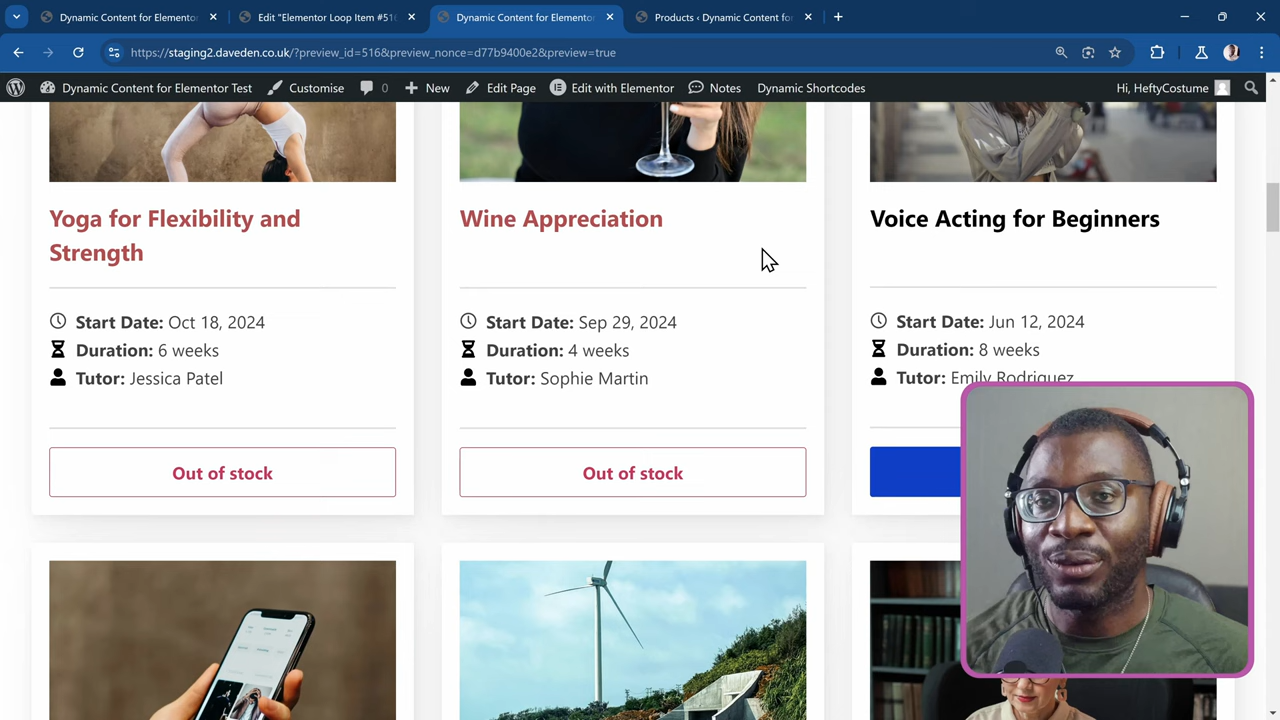 Dynamic Content for Elementor
Edit "Elementor Loop Item #51
Dynamic Content for Elementor
Products ‹ Dynamic Content for
https://staging2.daveden.co.uk/?preview_id=516&preview_nonce=d77b9400e2&preview=true
Dynamic Content for Elementor Test
Customise
0
New
Edit Page
Edit with Elementor
Notes
Dynamic Shortcodes
Hi, HeftyCostume
Yoga for Flexibility and
Strength
Start Date: Oct 18, 2024
Duration: 6 weeks
Tutor: Jessica Patel
Out of stock
Wine Appreciation
Start Date: Sep 29, 2024
Duration: 4 weeks
Tutor: Sophie Martin
Out of stock
Voice Acting for Beginners
Start Date: Jun 12, 2024
Duration: 8 weeks
Tutor: Emily Rodriguez